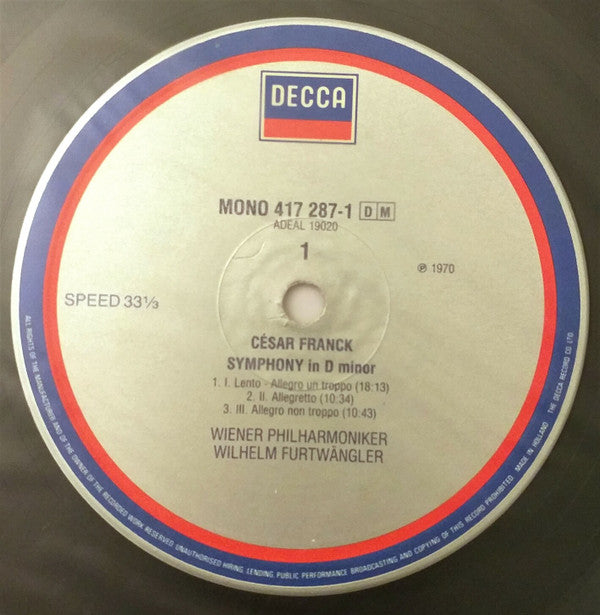 DECCA
MONO 417 287-1 DM
ADEAL 19020
1
℗ 1970
SPEED 33⅓
CÉSAR FRANCK
SYMPHONY in D minor
1. I. Lento - Allegro un troppo (18:13)
2. II. Allegretto (10:34)
3. III. Allegro non troppo (10:43)
WIENER PHILHARMONIKER
WILHELM FURTWÄNGLER
ALL RIGHTS OF THE MANUFACTURER AND OF THE OWNER OF THE RECORDED WORK RESERVED. UNAUTHORISED HIRING, LENDING, PUBLIC PERFORMANCE BROADCASTING AND COPYING OF THIS RECORD PROHIBITED. MADE IN HOLLAND THE DECCA RECORD CO LTD.